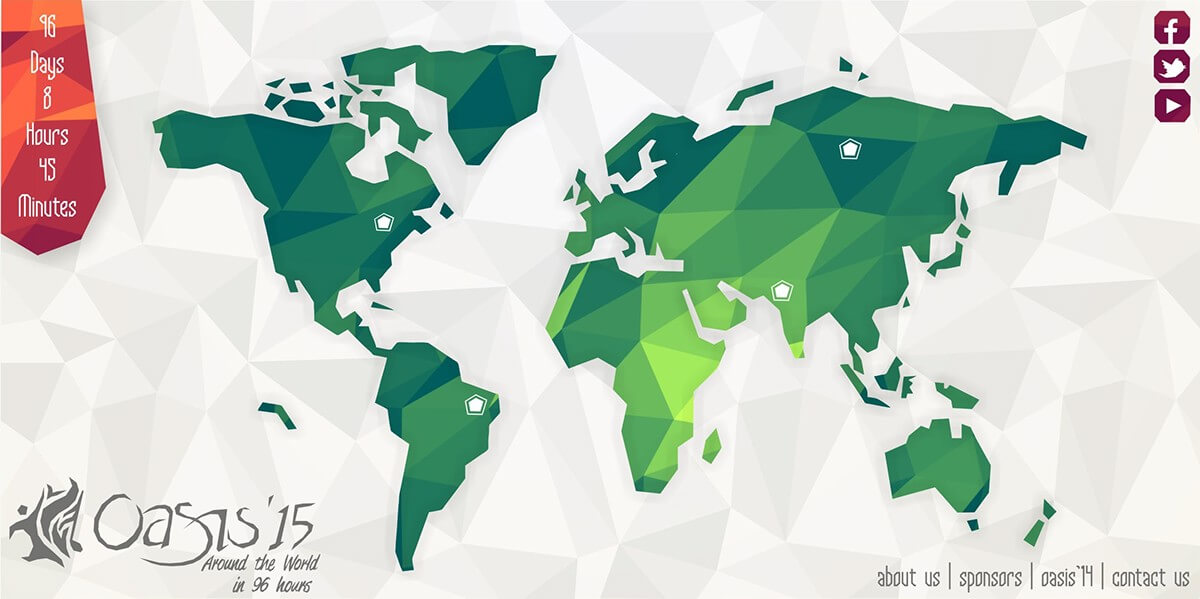 96
Days
8
Hours
45
Minutes
Oasis'15
Around the World
in 96 hours
about us | sponsors | oasis'14 | contact us